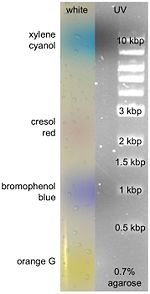 white
UV
xylene
cyanol
10 kbp
3 kbp
cresol
red
2 kbp
1.5 kbp
bromophenol
blue
1 kbp
0.5 kbp
orange G
0.7%
agarose